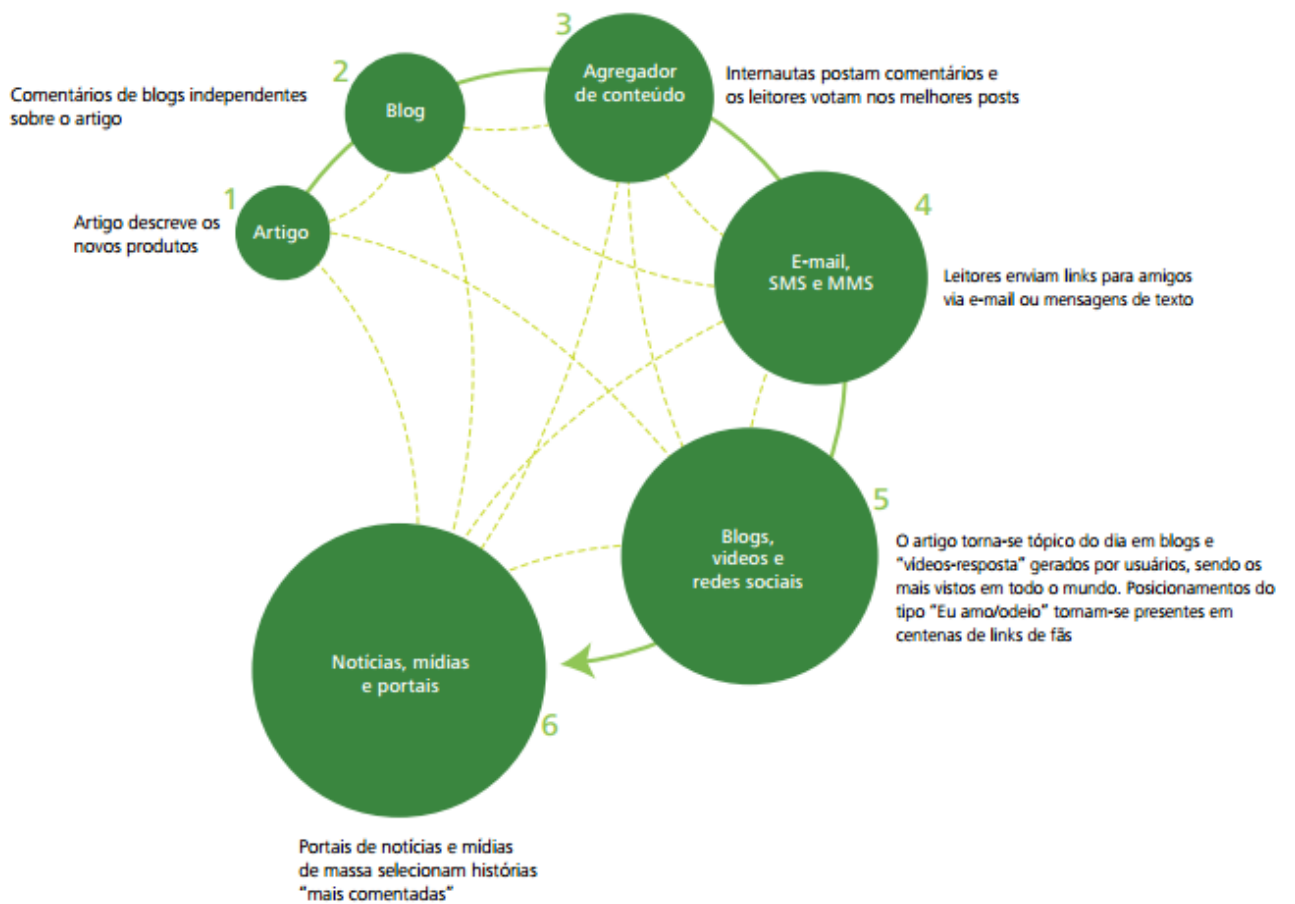 1
Artigo
Artigo descreve os
novos produtos
2
Blog
Comentários de blogs independentes
sobre o artigo
3
Agregador
de conteúdo
Internautas postam comentários e
os leitores votam nos melhores posts
4
E-mail,
SMS e MMS
Leitores enviam links para amigos
via e-mail ou mensagens de texto
5
Blogs,
vídeos e
redes sociais
O artigo torna-se tópico do dia em blogs e
“vídeos-resposta” gerados por usuários, sendo os
mais vistos em todo o mundo. Posicionamentos do
tipo “Eu amo/odeio” tornam-se presentes em
centenas de links de fãs
6
Notícias, mídias
e portais
Portais de notícias e mídias
de massa selecionam histórias
“mais comentadas”